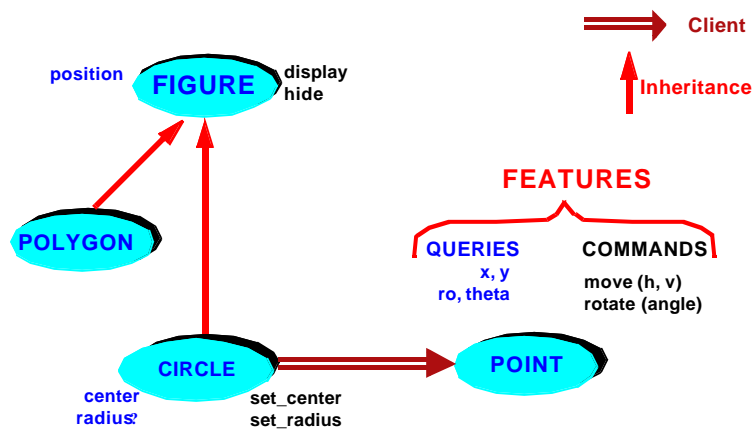 Client
Inheritance
position
FIGURE
display
hide
POLYGON
FEATURES
QUERIES
x, y
ro, theta
COMMANDS
move (h, v)
rotate (angle)
CIRCLE
center
radius?
set_center
set_radius
POINT